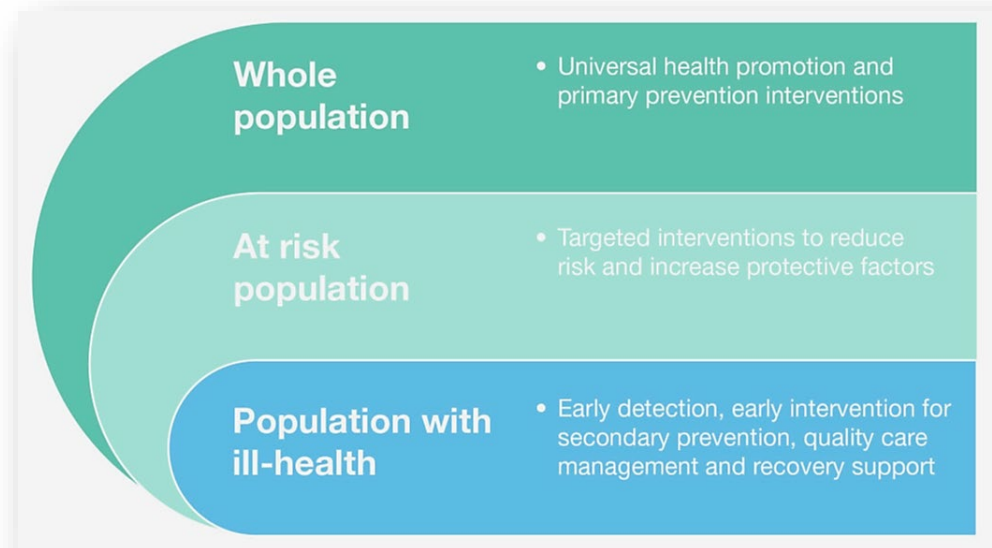 Whole
population
• Universal health promotion and
primary prevention interventions
At risk
population
• Targeted interventions to reduce
risk and increase protective factors
Population with
ill-health
• Early detection, early intervention for
secondary prevention, quality care
management and recovery support